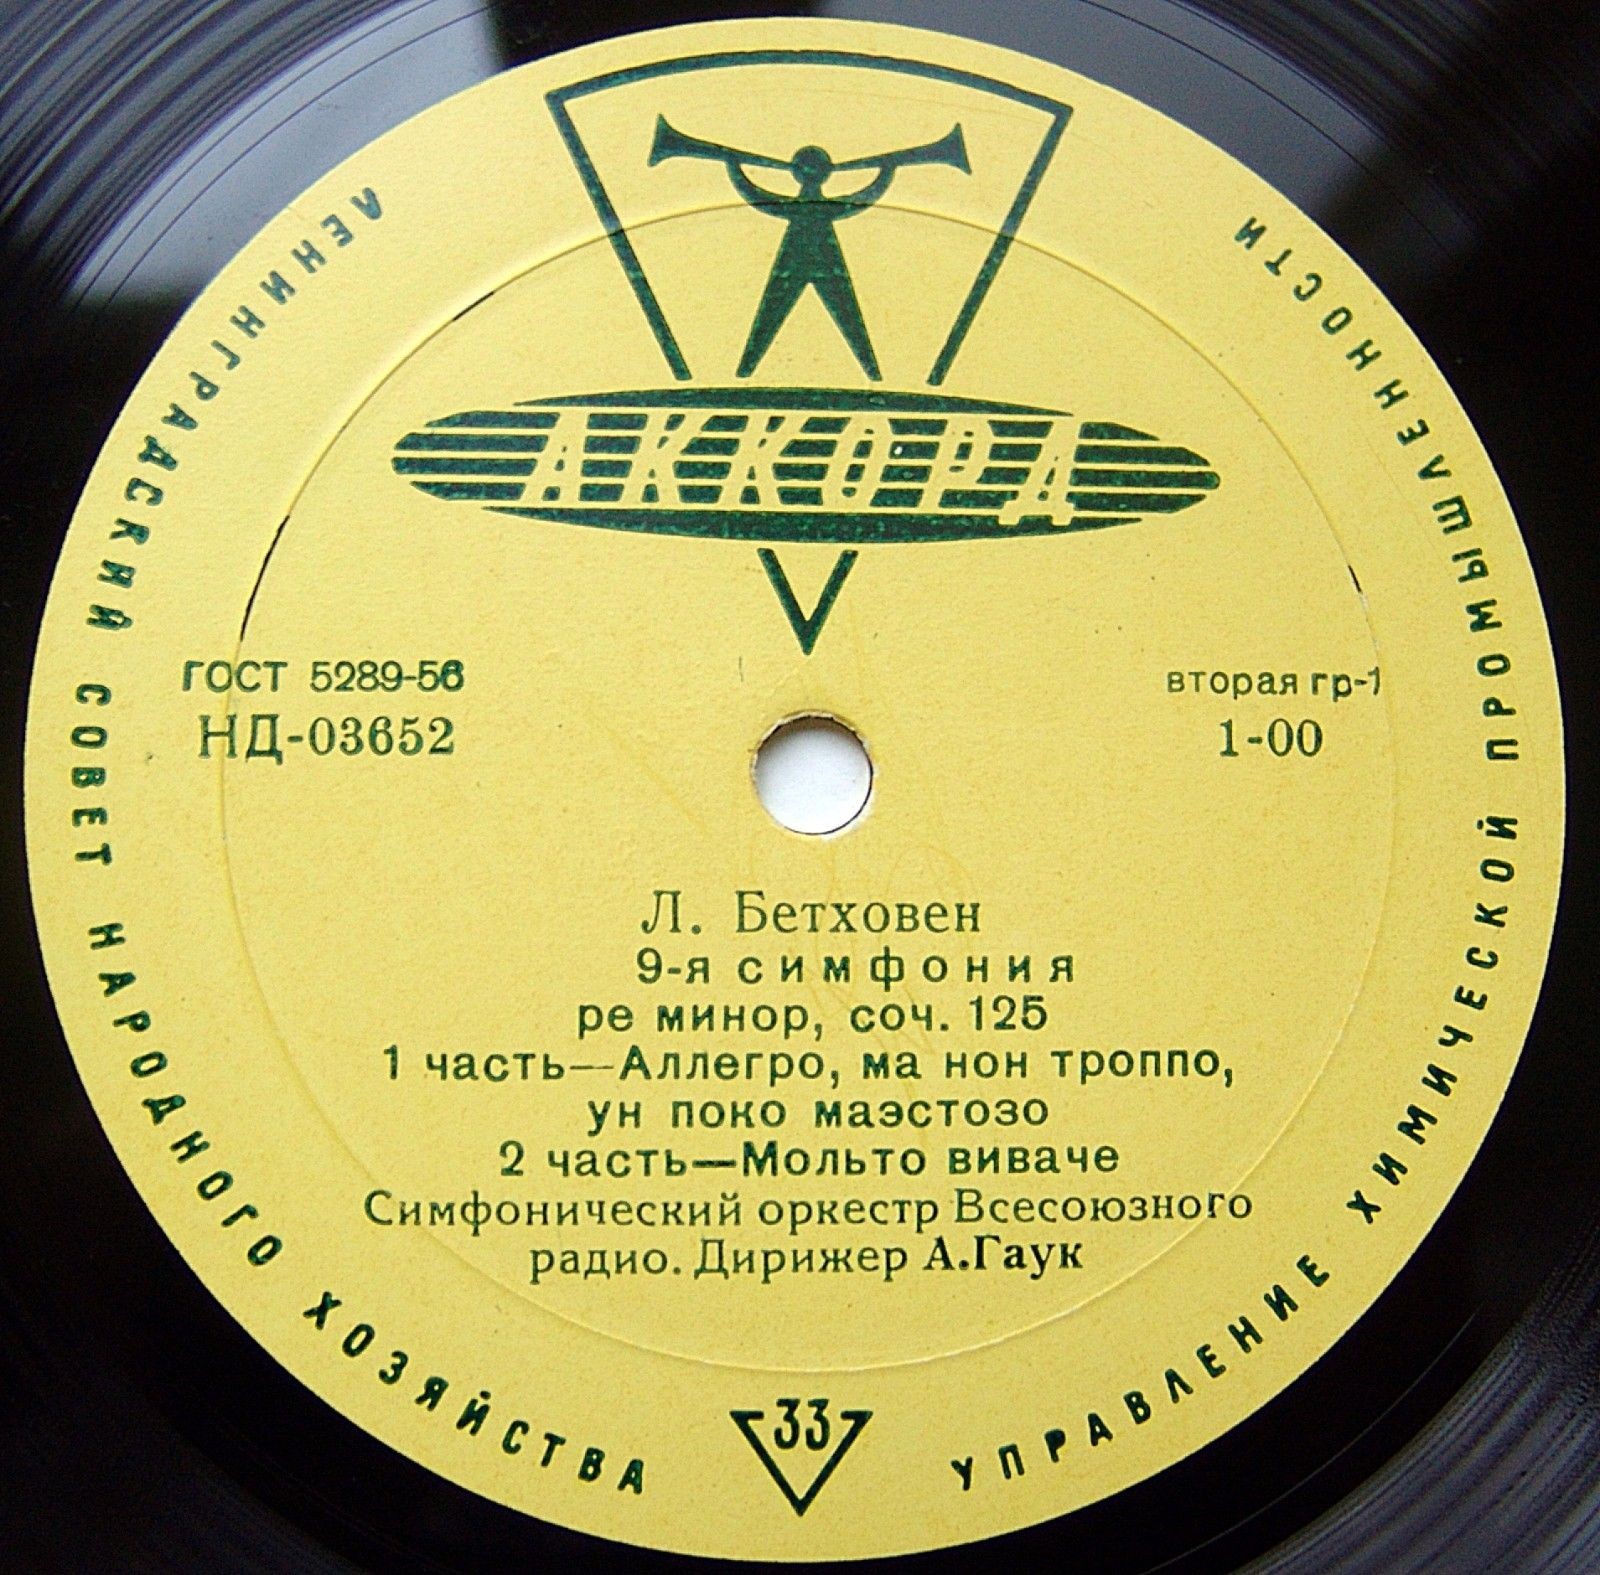 АККОРД
ГОСТ 5289-56
НД-03652
вторая гр-1
1-00
Л. Бетховен
9-я симфония
ре минор, соч. 125
1 часть—Аллегро, ма нон троппо,
ун поко маэстозо
2 часть—Мольто виваче
Симфонический оркестр Всесоюзного
радио. Дирижер А.Гаук
33
ЛЕНИНГРАДСКИЙ СОВЕТ НАРОДНОГО ХОЗЯЙСТВА
УПРАВЛЕНИЕ ХИМИЧЕСКОЙ ПРОМЫШЛЕННОСТИ